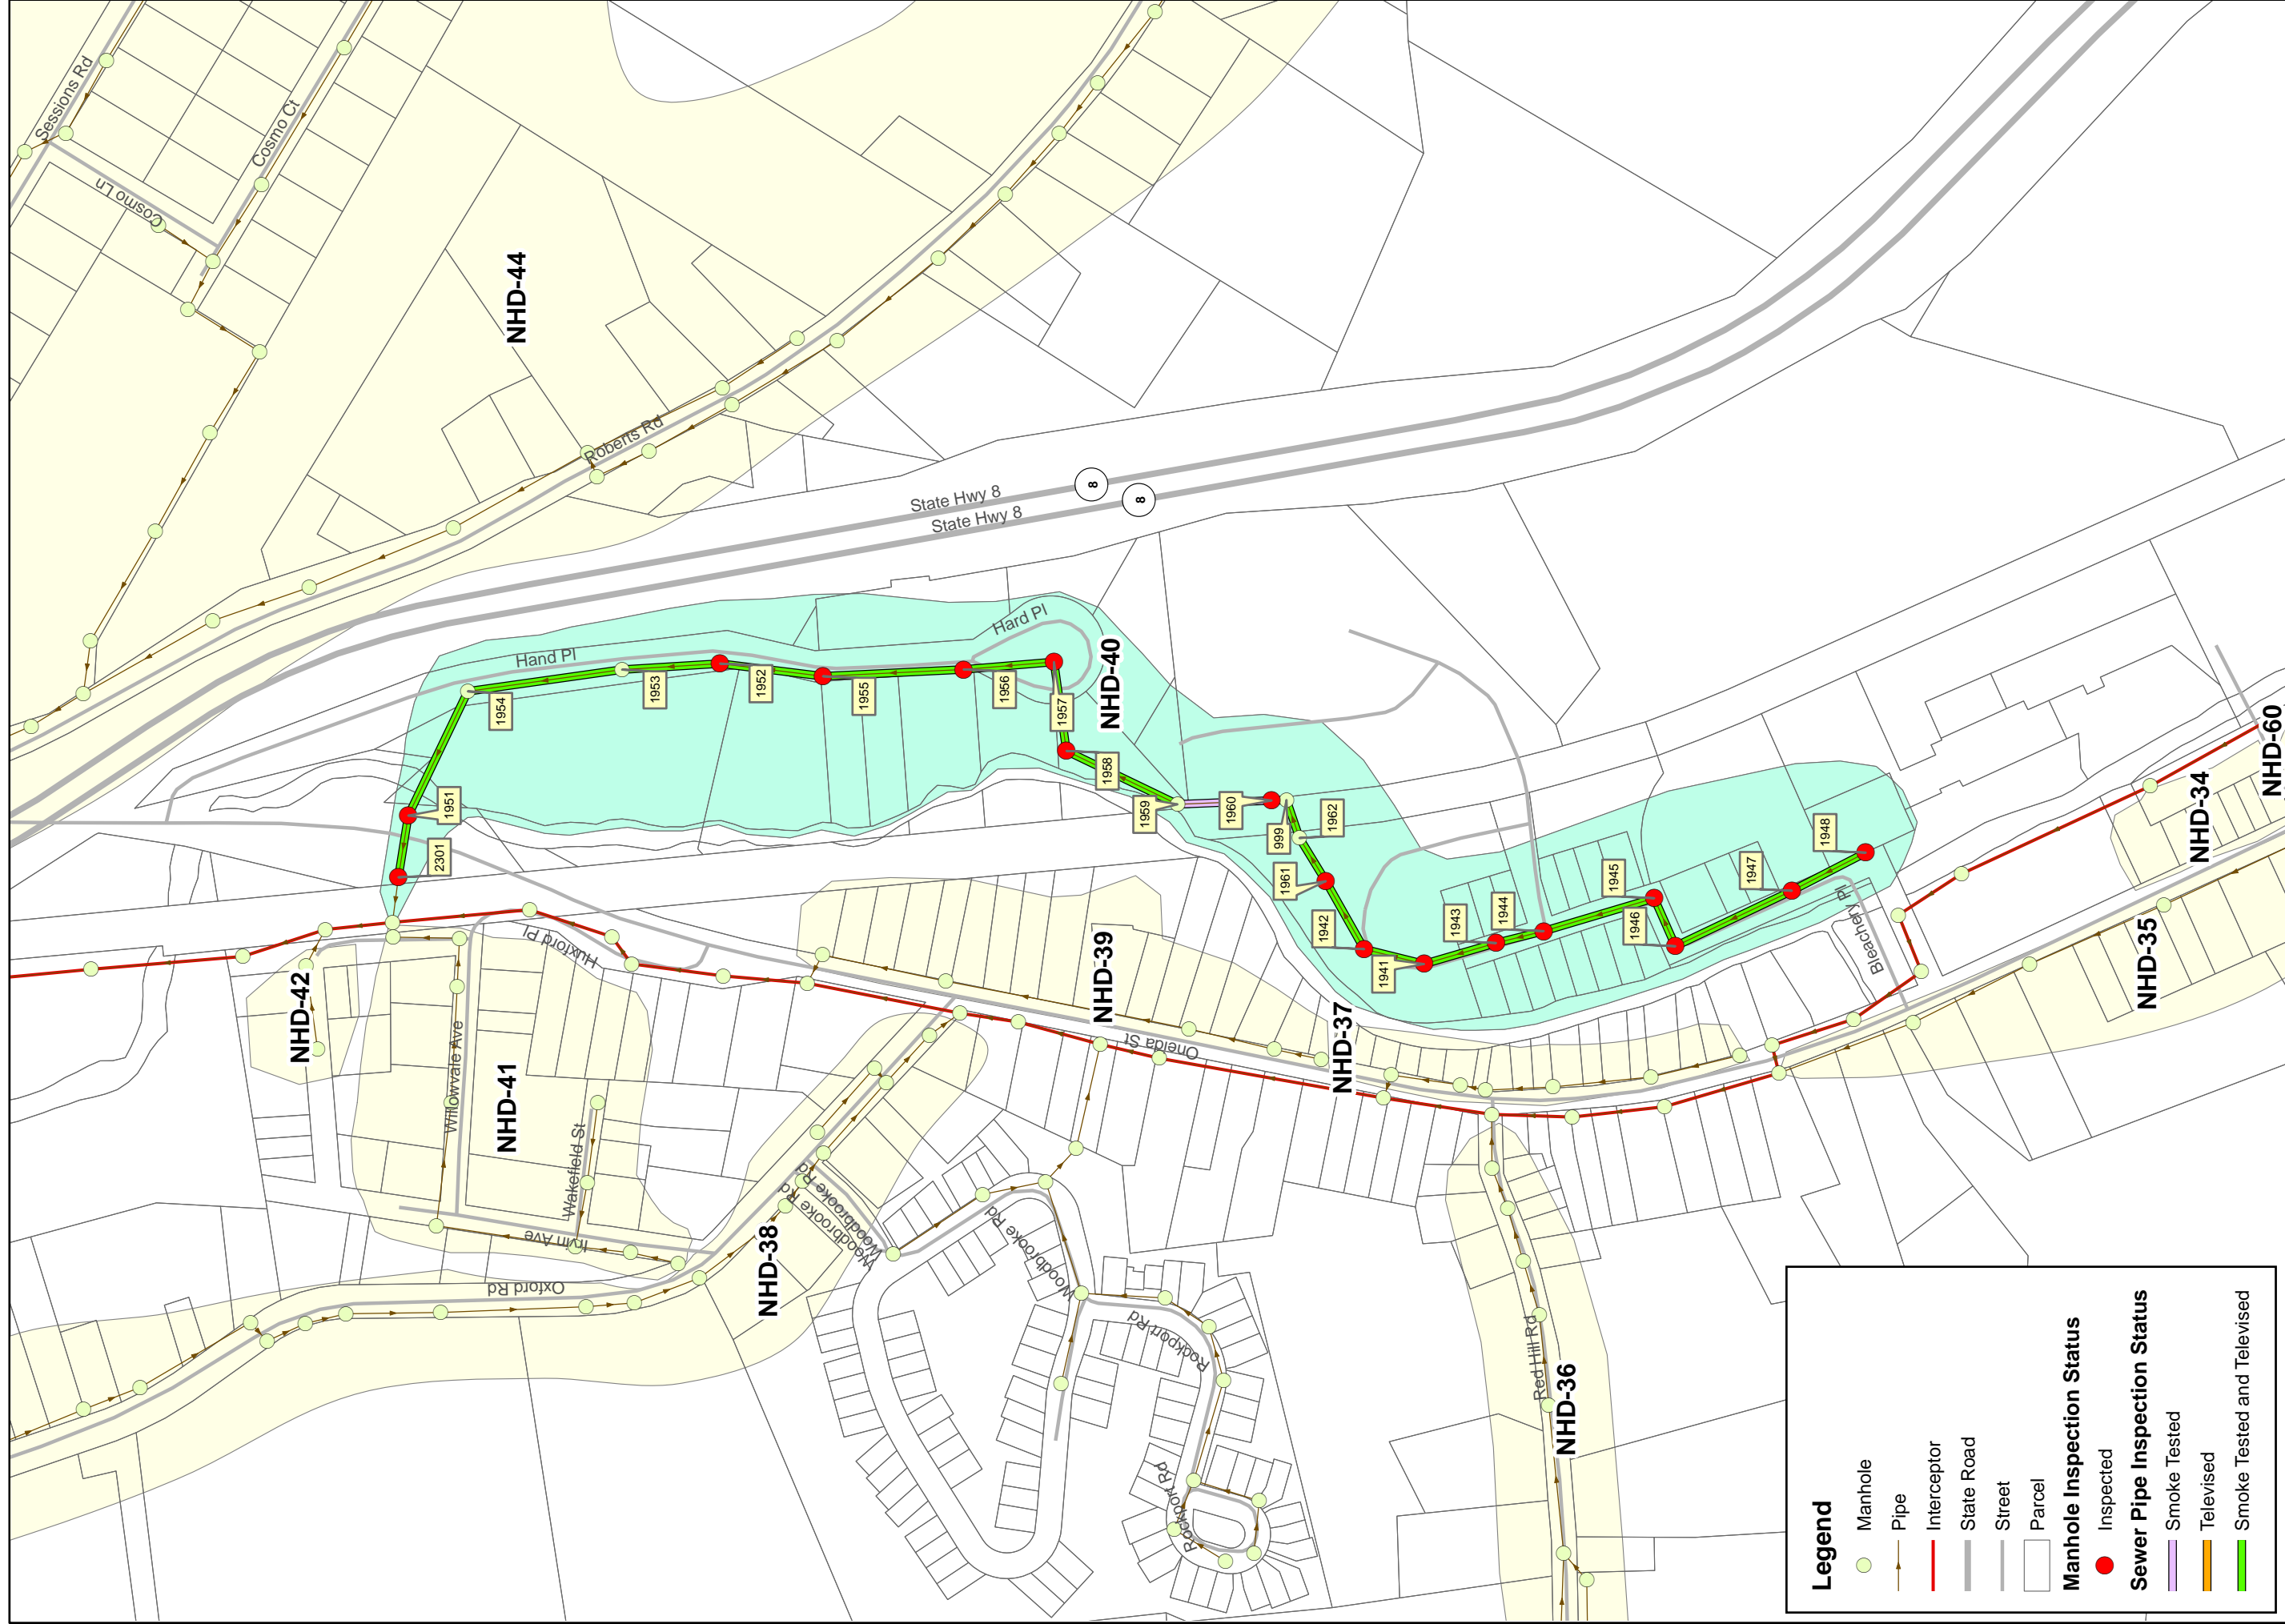 Sessions Rd
Cosmo Ct
Cosmo Ln
NHD-44
Roberts Rd
State Hwy 8
State Hwy 8
8
8
Hand Pl
Hard Pl
NHD-40
1954
1953
1952
1955
1956
1957
1958
1959
1960
999
1962
1961
1942
1941
1943
1944
1945
1946
1947
1948
1951
2301
Huxford Pl
NHD-42
Willowvale Ave
NHD-41
Wakefield St
Irvin Ave
Oxford Rd
NHD-38
Woodbrooke Rd
Woodbrooke Rd
Woodbrooke Rd
Woodbrooke Rd
Rockport Rd
Rockport Rd
NHD-39
Oneida St
NHD-37
Red Hill Rd
NHD-36
Bleachery Pl
NHD-35
NHD-34
NHD-60
Legend
Manhole
Pipe
Interceptor
State Road
Street
Parcel
Manhole Inspection Status
Inspected
Sewer Pipe Inspection Status
Smoke Tested
Televised
Smoke Tested and Televised